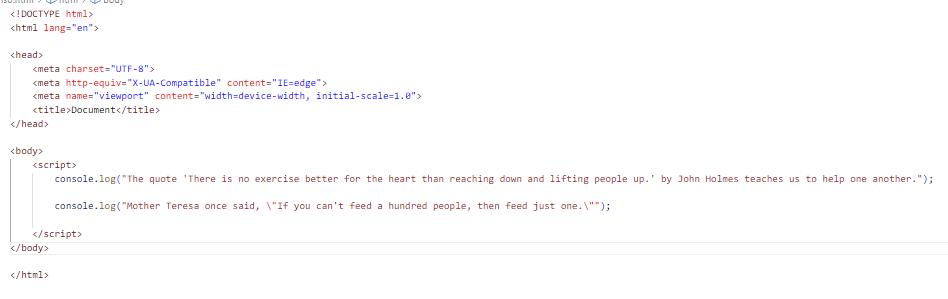 <!DOCTYPE html>
<html lang="en">
<head>
<meta charset="UTF-8">
<meta http-equiv="X-UA-Compatible" content="IE=edge">
<meta name="viewport" content="width=device-width, initial-scale=1.0">
<title>Document</title>
</head>
<body>
<script>
console.log("The quote 'There is no exercise better for the heart than reaching down and lifting people up.' by John Holmes teaches us to help one another.");
console.log("Mother Teresa once said, \"If you can't feed a hundred people, then feed just one.\"");
</script>
</body>
</html>